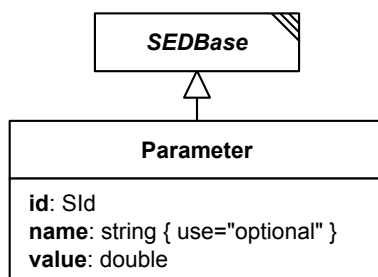 SEDBase
Parameter
id: SId
name: string { use="optional" }
value: double